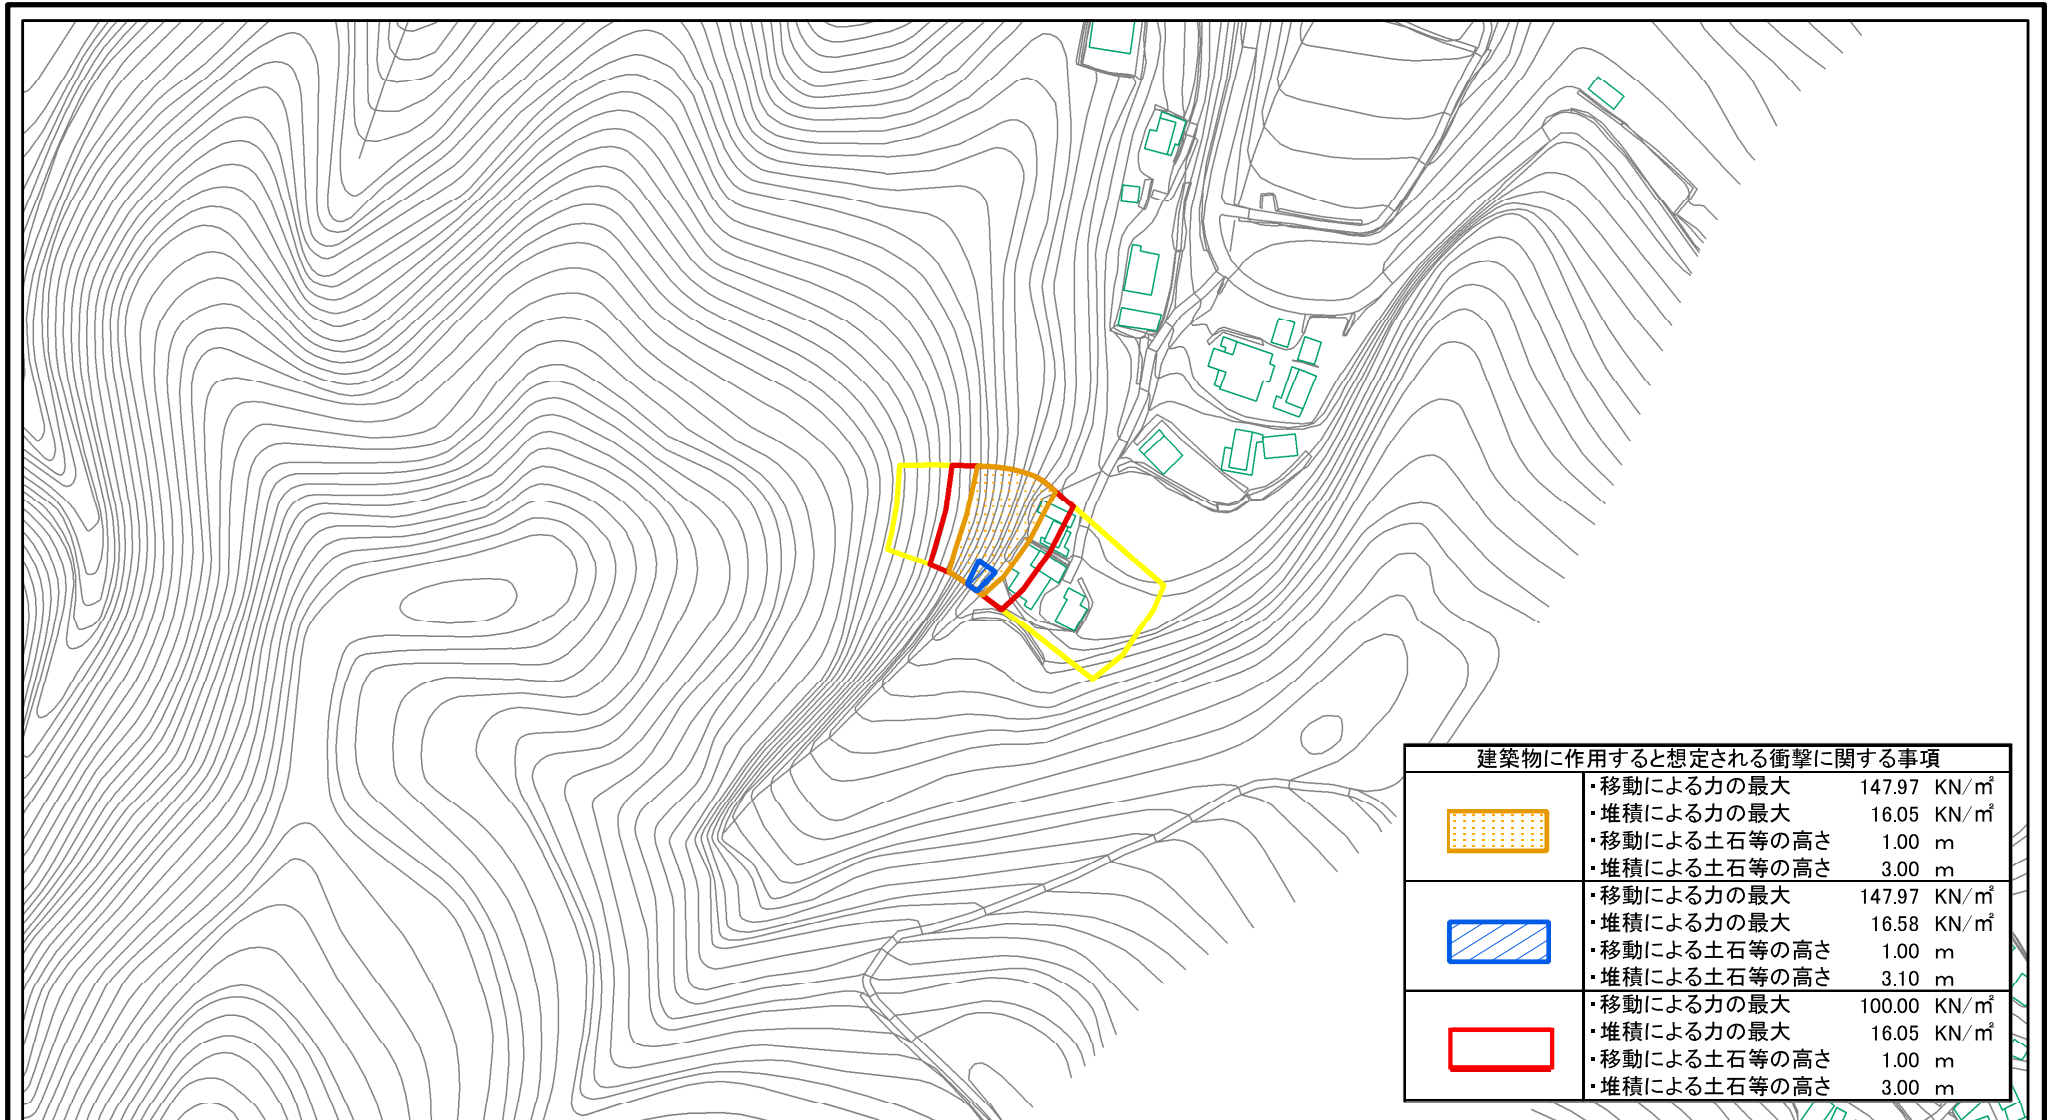 建築物に作用すると想定される衝撃に関する事項
・移動による力の最大 147.97 KN/㎡
・堆積による力の最大 16.05 KN/㎡
・移動による土石等の高さ 1.00 m
・堆積による土石等の高さ 3.00 m
・移動による力の最大 147.97 KN/㎡
・堆積による力の最大 16.58 KN/㎡
・移動による土石等の高さ 1.00 m
・堆積による土石等の高さ 3.10 m
・移動による力の最大 100.00 KN/㎡
・堆積による力の最大 16.05 KN/㎡
・移動による土石等の高さ 1.00 m
・堆積による土石等の高さ 3.00 m